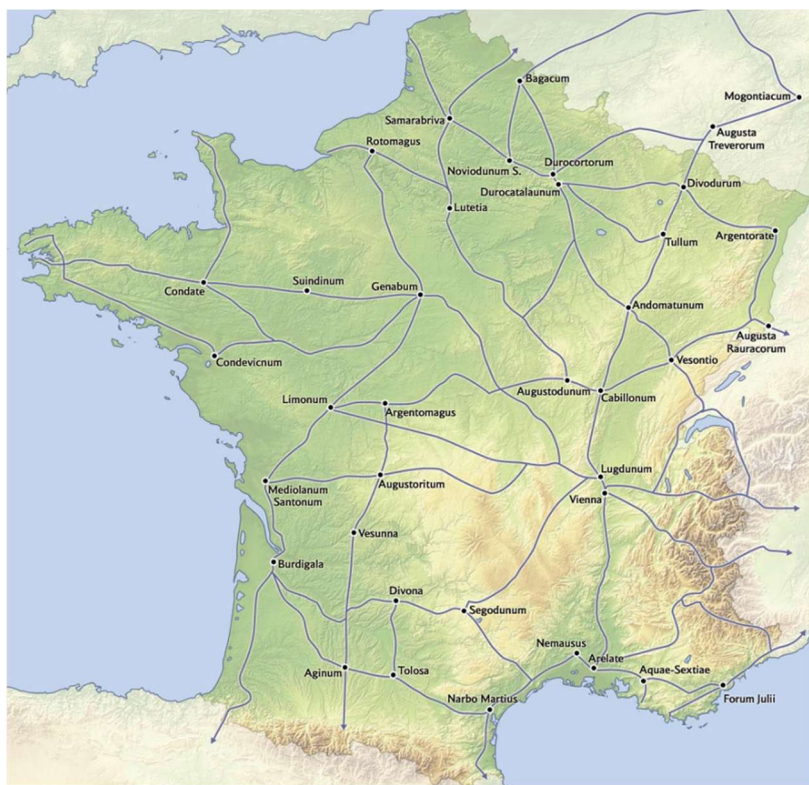 Bagacum
Mogontiacum
Samarabriva
Augusta
Treverorum
Rotomagus
Noviodunum S.
Durocortorum
Durocatalaunum
Divodurum
Lutetia
Argentorate
Tullum
Condate
Suindinum
Genabum
Andomatunum
Augusta
Rauracorum
Condevicnum
Vesontio
Augustodunum
Cabillonum
Limonum
Argentomagus
Lugdunum
Mediolanum
Santonum
Augustoritum
Vienna
Vesunna
Burdigala
Divona
Segodunum
Nemausus
Arelate
Aquae-Sextiae
Aginum
Tolosa
Narbo Martius
Forum Julii